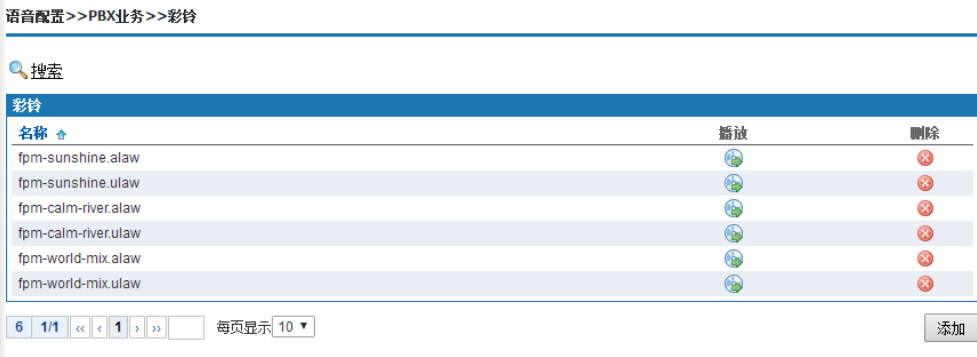 语音配置>>PBX业务>>彩铃
搜索
彩铃
名称 播放 删除
fpm-sunshine.alaw
fpm-sunshine.ulaw
fpm-calm-river.alaw
fpm-calm-river.ulaw
fpm-world-mix.alaw
fpm-world-mix.ulaw
6 1/1 ‹‹ ‹ 1 › ›› 每页显示 10 添加